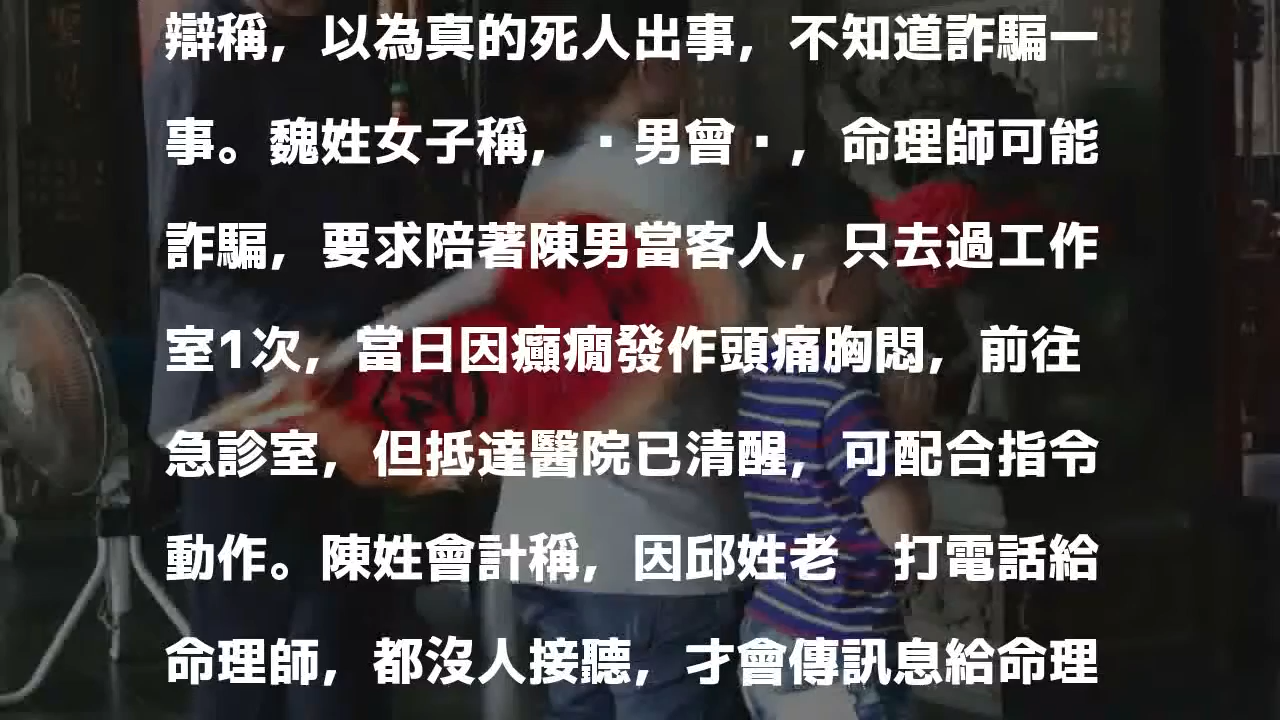 辯稱，以為真的死人出事，不知道詐騙一
事。魏姓女子稱，·男曾·，命理師可能
詐騙，要求陪著陳男當客人，只去過工作
室1次，當日因癲癇發作頭痛胸悶，前往
急診室，但抵達醫院已清醒，可配合指令
動作。陳姓會計稱，因邱姓老　打電話給
命理師，都沒人接聽，才會傳訊息給命理